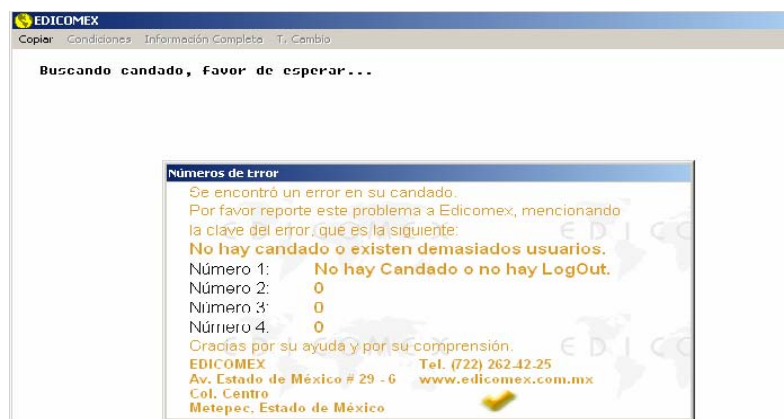 EDICOMEX
Copiar Condiciones Información Completa T. Cambio
Buscando candado, favor de esperar...
Números de Error
Se encontró un error en su candado.
Por favor reporte este problema a Edicomex, mencionando
la clave del error, que es la siguiente:
No hay candado o existen demasiados usuarios.
Número 1: No hay Candado o no hay LogOut.
Número 2: 0
Número 3: 0
Número 4: 0
Gracias por su ayuda y por su comprensión.
EDICOMEX Tel. (722) 262-42-25
Av. Estado de México # 29 - 6 www.edicomex.com.mx
Col. Centro
Metepec, Estado de México